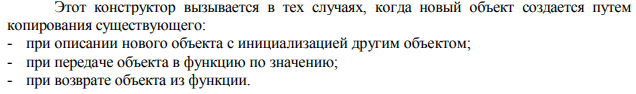 Этот конструктор вызывается в тех случаях, когда новый объект создается путем
копирования существующего:
- при описании нового объекта с инициализацией другим объектом;
- при передаче объекта в функцию по значению;
- при возврате объекта из функции.